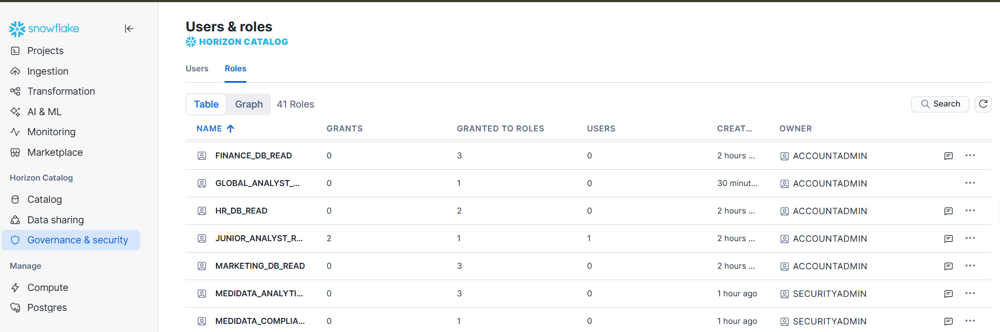 snowflake
Projects
Ingestion
Transformation
AI & ML
Monitoring
Marketplace
Horizon Catalog
Catalog
Data sharing
Governance & security
Manage
Compute
Postgres
Users & roles
HORIZON CATALOG
Users Roles
Table Graph 41 Roles Search
NAME GRANTS GRANTED TO ROLES USERS CREAT... OWNER
FINANCE_DB_READ 0 3 0 2 hours ... ACCOUNTADMIN
GLOBAL_ANALYST_... 0 1 0 30 minut... ACCOUNTADMIN
HR_DB_READ 0 2 0 2 hours ... ACCOUNTADMIN
JUNIOR_ANALYST_R... 2 1 1 2 hours ... ACCOUNTADMIN
MARKETING_DB_READ 0 3 0 2 hours ... ACCOUNTADMIN
MEDIDATA_ANALYTI... 0 3 0 1 hour ago SECURITYADMIN
MEDIDATA_COMPLIA... 0 1 0 1 hour ago SECURITYADMIN